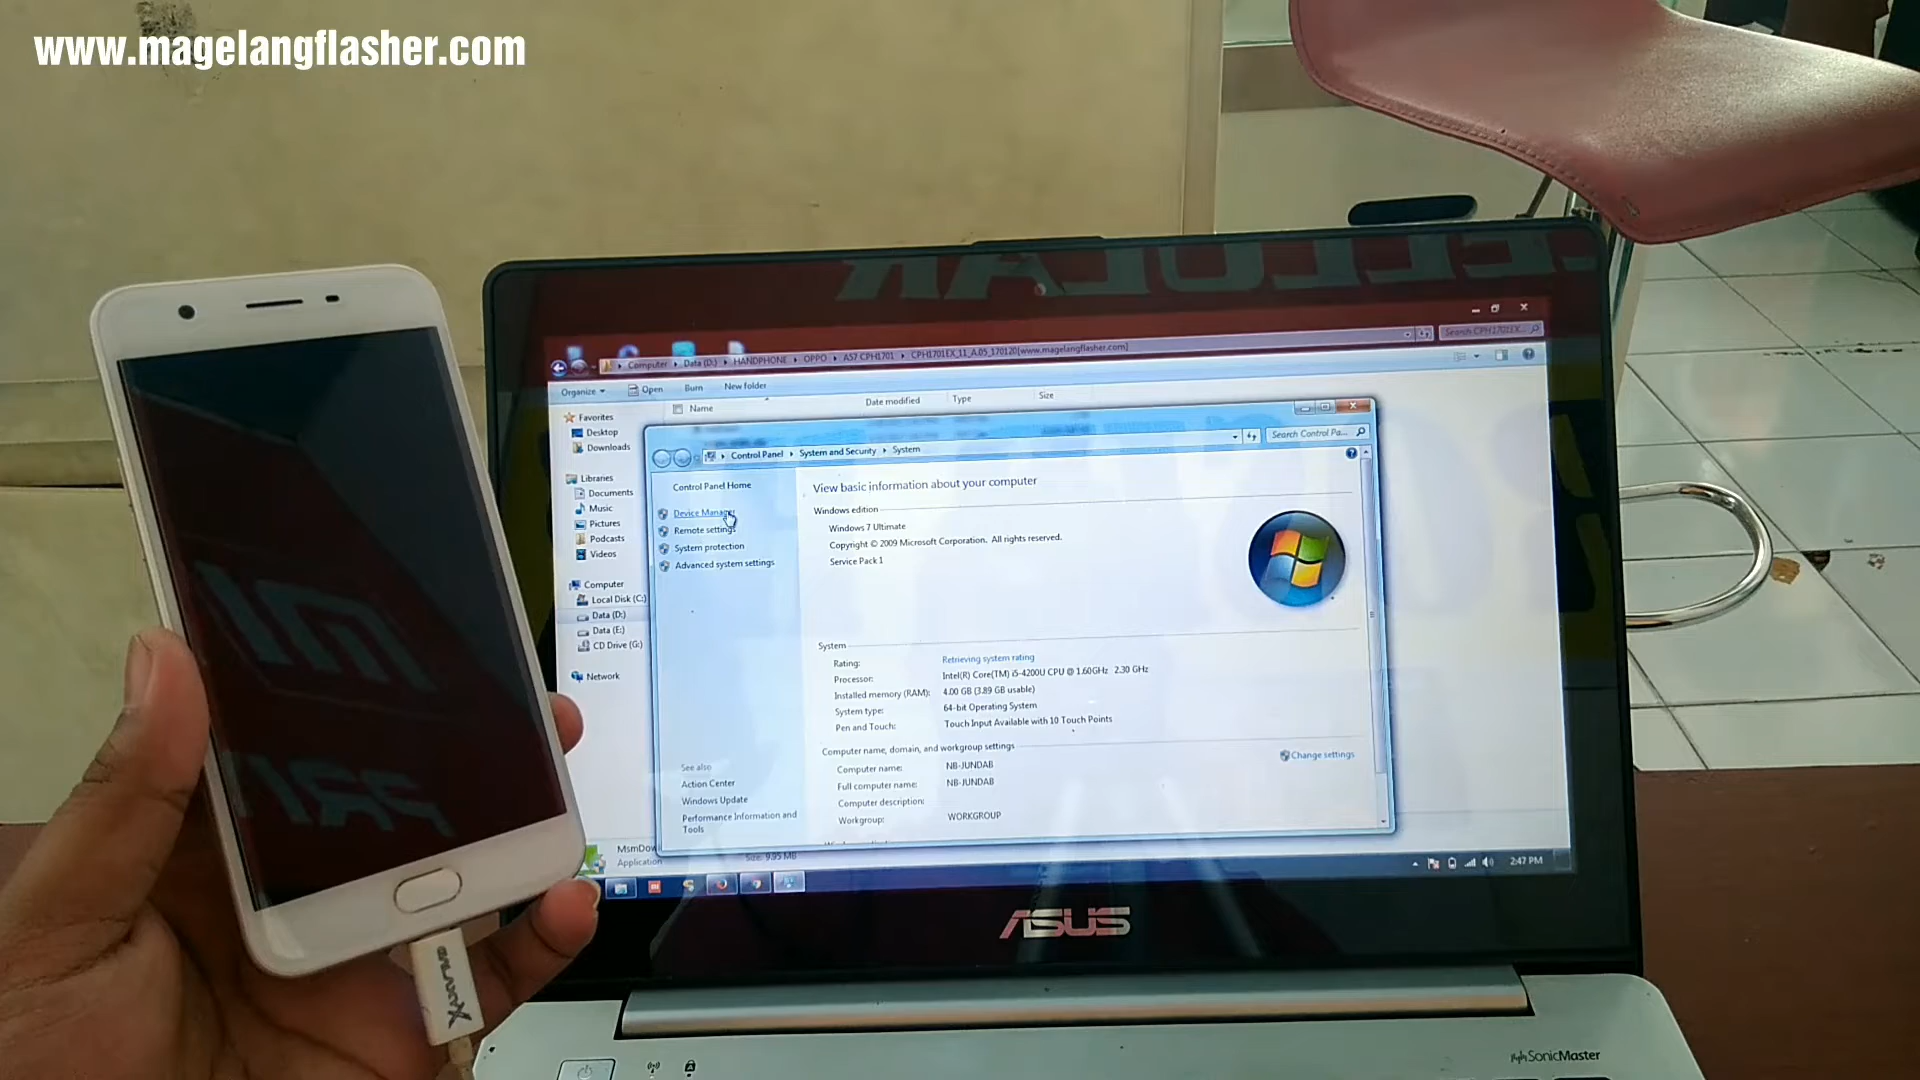 www.magelangflasher.com
CELLULAR
Computer ▸ Data (D:) ▸ HANDPHONE ▸ OPPO ▸ A57 CPH1701 ▸ CPH1701EX_11_A.05_170120[www.magelangflasher.com]
Search CPH1701EX...
Organize
Open
Burn
New folder
Name
Date modified
Type
Size
Favorites
Desktop
Downloads
Libraries
Documents
Music
Pictures
Podcasts
Videos
Computer
Local Disk (C:)
Data (D:)
Data (E:)
CD Drive (G:)
Network
Control Panel ▸ System and Security ▸ System
Search Control Pa...
Control Panel Home
Device Manager
Remote settings
System protection
Advanced system settings
See also
Action Center
Windows Update
Performance Information and
Tools
View basic information about your computer
Windows edition
Windows 7 Ultimate
Copyright © 2009 Microsoft Corporation. All rights reserved.
Service Pack 1
System
Rating: Retrieving system rating
Processor: Intel(R) Core(TM) i5-4200U CPU @ 1.60GHz 2.30 GHz
Installed memory (RAM): 4.00 GB (3.89 GB usable)
System type: 64-bit Operating System
Pen and Touch: Touch Input Available with 10 Touch Points
Computer name, domain, and workgroup settings
Computer name: NB-JUNDAB
Change settings
Full computer name: NB-JUNDAB
Computer description:
Workgroup: WORKGROUP
Application
Size: 9.95 MB
2:47 PM
ASUS
SonicMaster